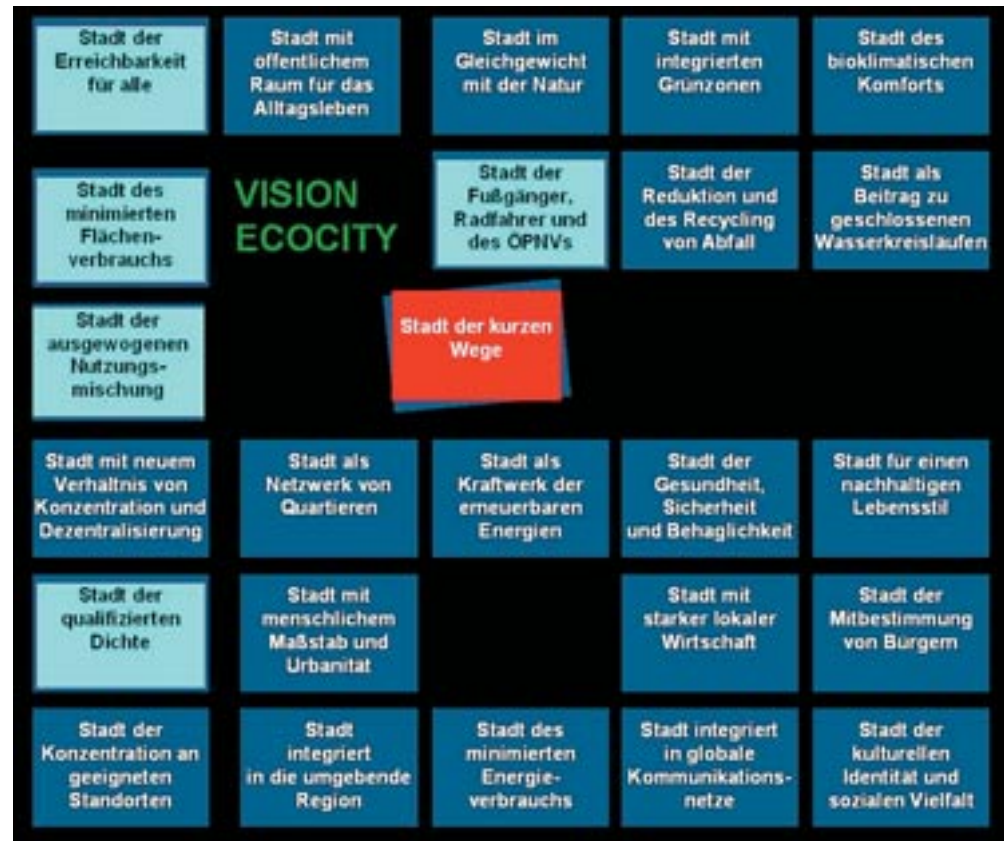 Stadt der
Erreichbarkeit
für alle
Stadt mit
öffentlichem
Raum für das
Alltagsleben
Stadt im
Gleichgewicht
mit der Natur
Stadt mit
integrierten
Grünzonen
Stadt des
bioklimatischen
Komforts
Stadt des
minimierten
Flächen-
verbrauchs
VISION
ECOCITY
Stadt der
Fußgänger,
Radfahrer und
des ÖPNVs
Stadt der
Reduktion und
des Recycling
von Abfall
Stadt als
Beitrag zu
geschlossenen
Wasserkreisläufen
Stadt der
ausgewogenen
Nutzungs-
mischung
Stadt der kurzen
Wege
Stadt mit neuem
Verhältnis von
Konzentration und
Dezentralisierung
Stadt als
Netzwerk von
Quartieren
Stadt als
Kraftwerk der
erneuerbaren
Energien
Stadt der
Gesundheit,
Sicherheit
und Behaglichkeit
Stadt für einen
nachhaltigen
Lebensstil
Stadt der
qualifizierten
Dichte
Stadt mit
menschlichem
Maßstab und
Urbanität
Stadt mit
starker lokaler
Wirtschaft
Stadt der
Mitbestimmung
von Bürgern
Stadt der
Konzentration an
geeigneten
Standorten
Stadt
integriert
in die umgebende
Region
Stadt des
minimierten
Energie-
verbrauchs
Stadt integriert
in globale
Kommunikations-
netze
Stadt der
kulturellen
Identität und
sozialen Vielfalt